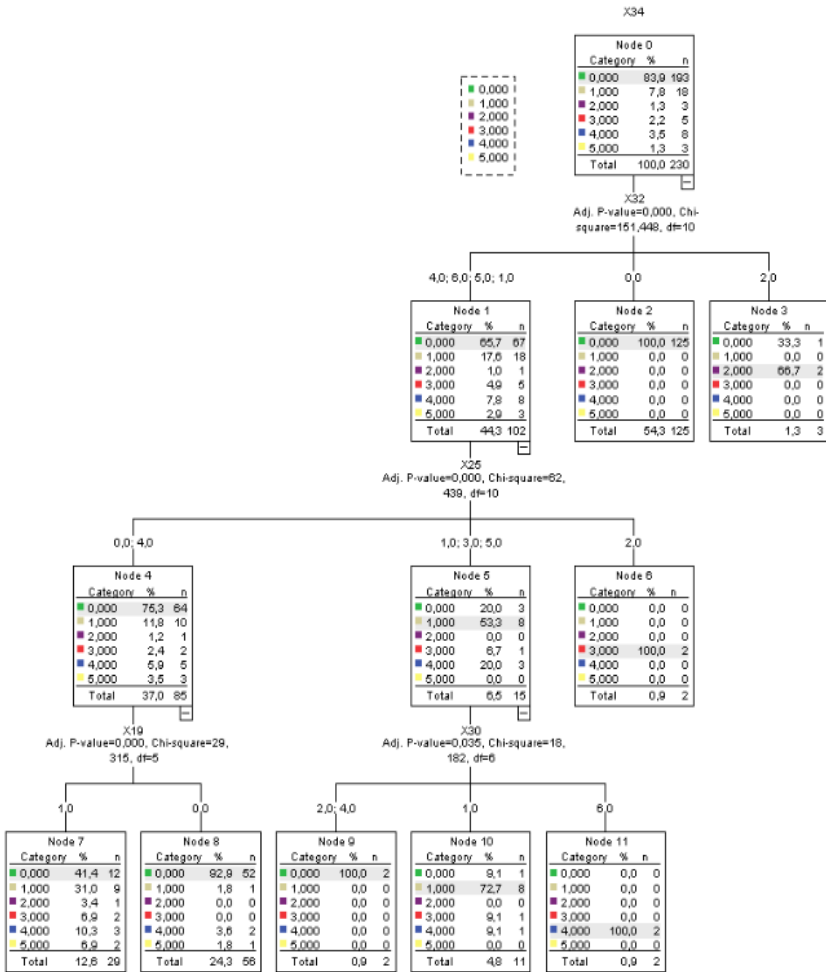 X34
Node 0
Category % n
0,000 83,9 193
1,000 7,8 18
2,000 1,3 3
3,000 2,2 5
4,000 3,5 8
5,000 1,3 3
Total 100,0 230
0,000
1,000
2,000
3,000
4,000
5,000
X32
Adj. P-value=0,000, Chi-
square=151,448, df=10
4,0; 6,0; 5,0; 1,0
0,0
2,0
Node 1
Category % n
0,000 65,7 67
1,000 17,6 18
2,000 1,0 1
3,000 4,9 5
4,000 7,8 8
5,000 2,9 3
Total 44,3 102
Node 2
Category % n
0,000 100,0 125
1,000 0,0 0
2,000 0,0 0
3,000 0,0 0
4,000 0,0 0
5,000 0,0 0
Total 54,3 125
Node 3
Category % n
0,000 33,3 1
1,000 0,0 0
2,000 66,7 2
3,000 0,0 0
4,000 0,0 0
5,000 0,0 0
Total 1,3 3
X25
Adj. P-value=0,000, Chi-square=62,
439, df=10
0,0; 4,0
1,0; 3,0; 5,0
2,0
Node 4
Category % n
0,000 75,3 64
1,000 11,8 10
2,000 1,2 1
3,000 2,4 2
4,000 5,9 5
5,000 3,5 3
Total 37,0 85
Node 5
Category % n
0,000 20,0 3
1,000 53,3 8
2,000 0,0 0
3,000 6,7 1
4,000 20,0 3
5,000 0,0 0
Total 6,5 15
Node 6
Category % n
0,000 0,0 0
1,000 0,0 0
2,000 0,0 0
3,000 100,0 2
4,000 0,0 0
5,000 0,0 0
Total 0,9 2
X19
Adj. P-value=0,000, Chi-square=29,
315, df=5
X30
Adj. P-value=0,035, Chi-square=18,
182, df=6
1,0
0,0
2,0; 4,0
1,0
6,0
Node 7
Category % n
0,000 41,4 12
1,000 31,0 9
2,000 3,4 1
3,000 6,9 2
4,000 10,3 3
5,000 6,9 2
Total 12,6 29
Node 8
Category % n
0,000 92,9 52
1,000 1,8 1
2,000 0,0 0
3,000 0,0 0
4,000 3,6 2
5,000 1,8 1
Total 24,3 56
Node 9
Category % n
0,000 100,0 2
1,000 0,0 0
2,000 0,0 0
3,000 0,0 0
4,000 0,0 0
5,000 0,0 0
Total 0,9 2
Node 10
Category % n
0,000 9,1 1
1,000 72,7 8
2,000 0,0 0
3,000 9,1 1
4,000 9,1 1
5,000 0,0 0
Total 4,8 11
Node 11
Category % n
0,000 0,0 0
1,000 0,0 0
2,000 0,0 0
3,000 0,0 0
4,000 100,0 2
5,000 0,0 0
Total 0,9 2